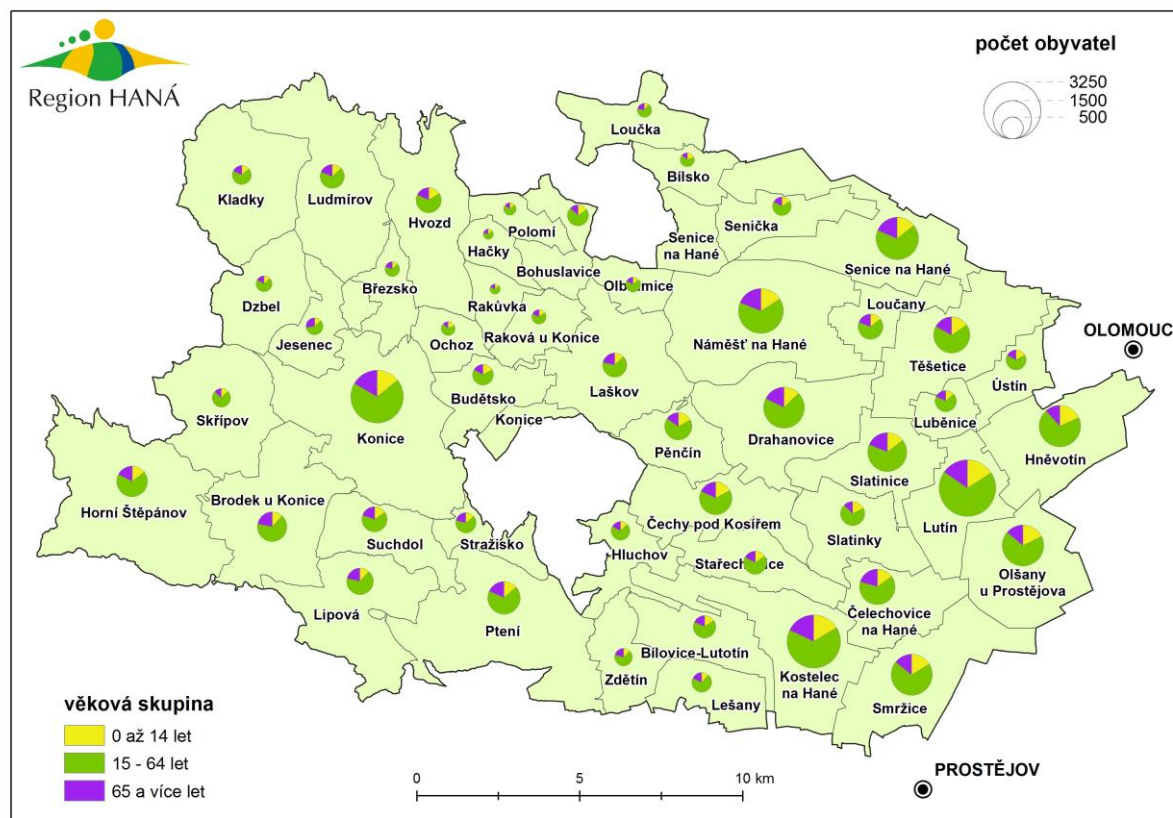 Region HANÁ
počet obyvatel
3250
1500
500
Loučka
Bílsko
Kladky
Ludmírov
Hvozd
Polomí
Senička
Hačky
Senice
na Hané
Senice na Hané
Bohuslavice
Dzbel
Březsko
Rakůvka
Loučany
OLOMOUC
Jesenec
Ochoz
Raková u Konice
Náměšť na Hané
Těšetice
Ústín
Laškov
Budětsko
Skřípov
Konice
Konice
Drahanovice
Luběnice
Pěnčín
Hněvotín
Slatinice
Horní Štěpánov
Brodek u Konice
Čechy pod Kosířem
Lutín
Suchdol
Stražisko
Hluchov
Slatinky
Olšany
u Prostějova
Lipová
Ptení
Čelechovice
na Hané
Bílovice-Lutotín
Zdětín
Kostelec
na Hané
Lešany
Smržice
věková skupina
0 až 14 let
15 - 64 let
65 a více let
0 5 10 km
PROSTĚJOV